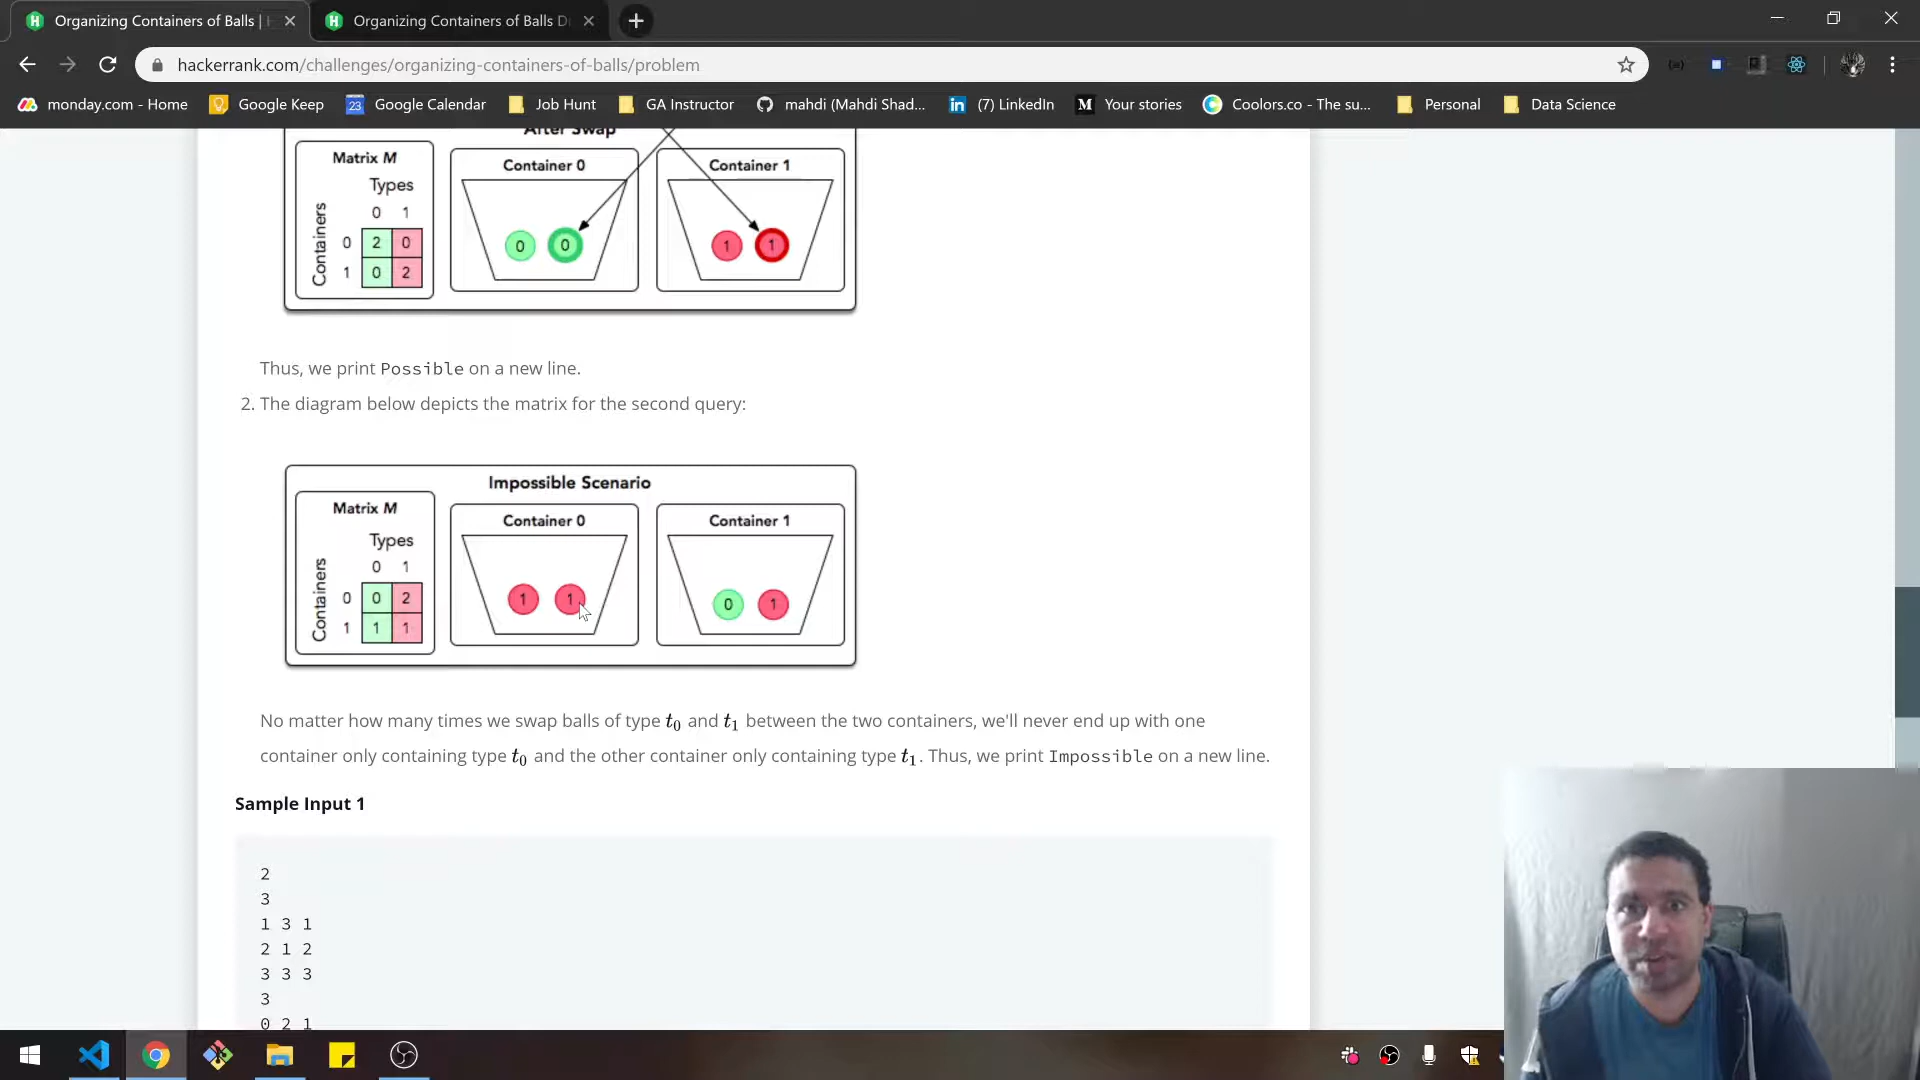 Organizing Containers of Balls |
Organizing Containers of Balls D
hackerrank.com/challenges/organizing-containers-of-balls/problem
monday.com - Home
Google Keep
23
Google Calendar
Job Hunt
GA Instructor
mahdi (Mahdi Shad...
(7) LinkedIn
Your stories
Coolors.co - The su...
Personal
Data Science
After Swap
Matrix M
Types
0 1
Containers
0 2 0
1 0 2
Container 0
0 0
Container 1
1 1
Thus, we print Possible on a new line.
2. The diagram below depicts the matrix for the second query:
Impossible Scenario
Matrix M
Types
0 1
Containers
0 0 2
1 1 1
Container 0
1 1
Container 1
0 1
No matter how many times we swap balls of type t0 and t1 between the two containers, we'll never end up with one
container only containing type t0 and the other container only containing type t1. Thus, we print Impossible on a new line.
Sample Input 1
2
3
1 3 1
2 1 2
3 3 3
3
0 2 1